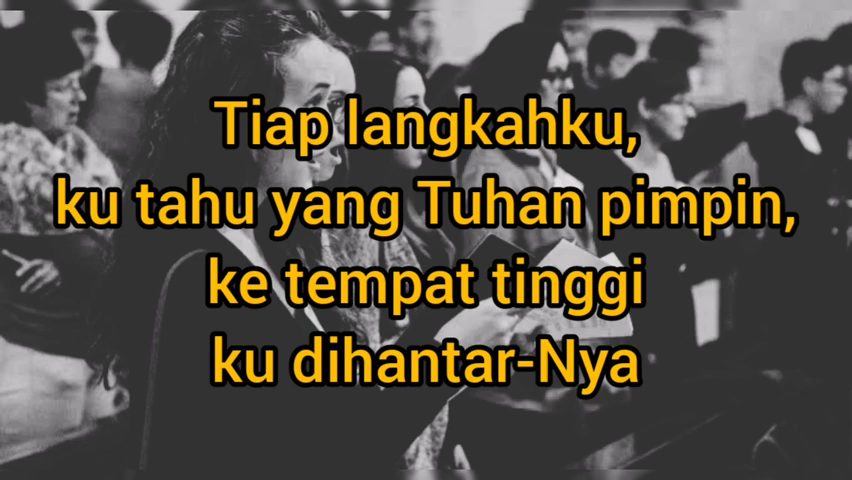 Tiap langkahku,
ku tahu yang Tuhan pimpin,
ke tempat tinggi
ku dihantar-Nya